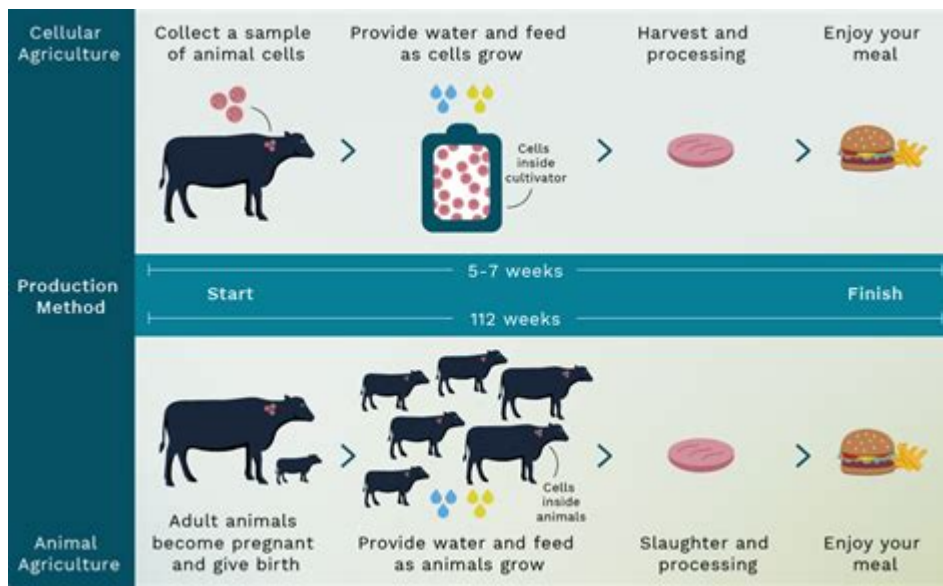 Cellular
Agriculture
Collect a sample
of animal cells
Provide water and feed
as cells grow
Harvest and
processing
Enjoy your
meal
Cells
inside
cultivator
Production
Method
5-7 weeks
Start
Finish
112 weeks
Cells
inside
animals
Animal
Agriculture
Adult animals
become pregnant
and give birth
Provide water and feed
as animals grow
Slaughter and
processing
Enjoy your
meal